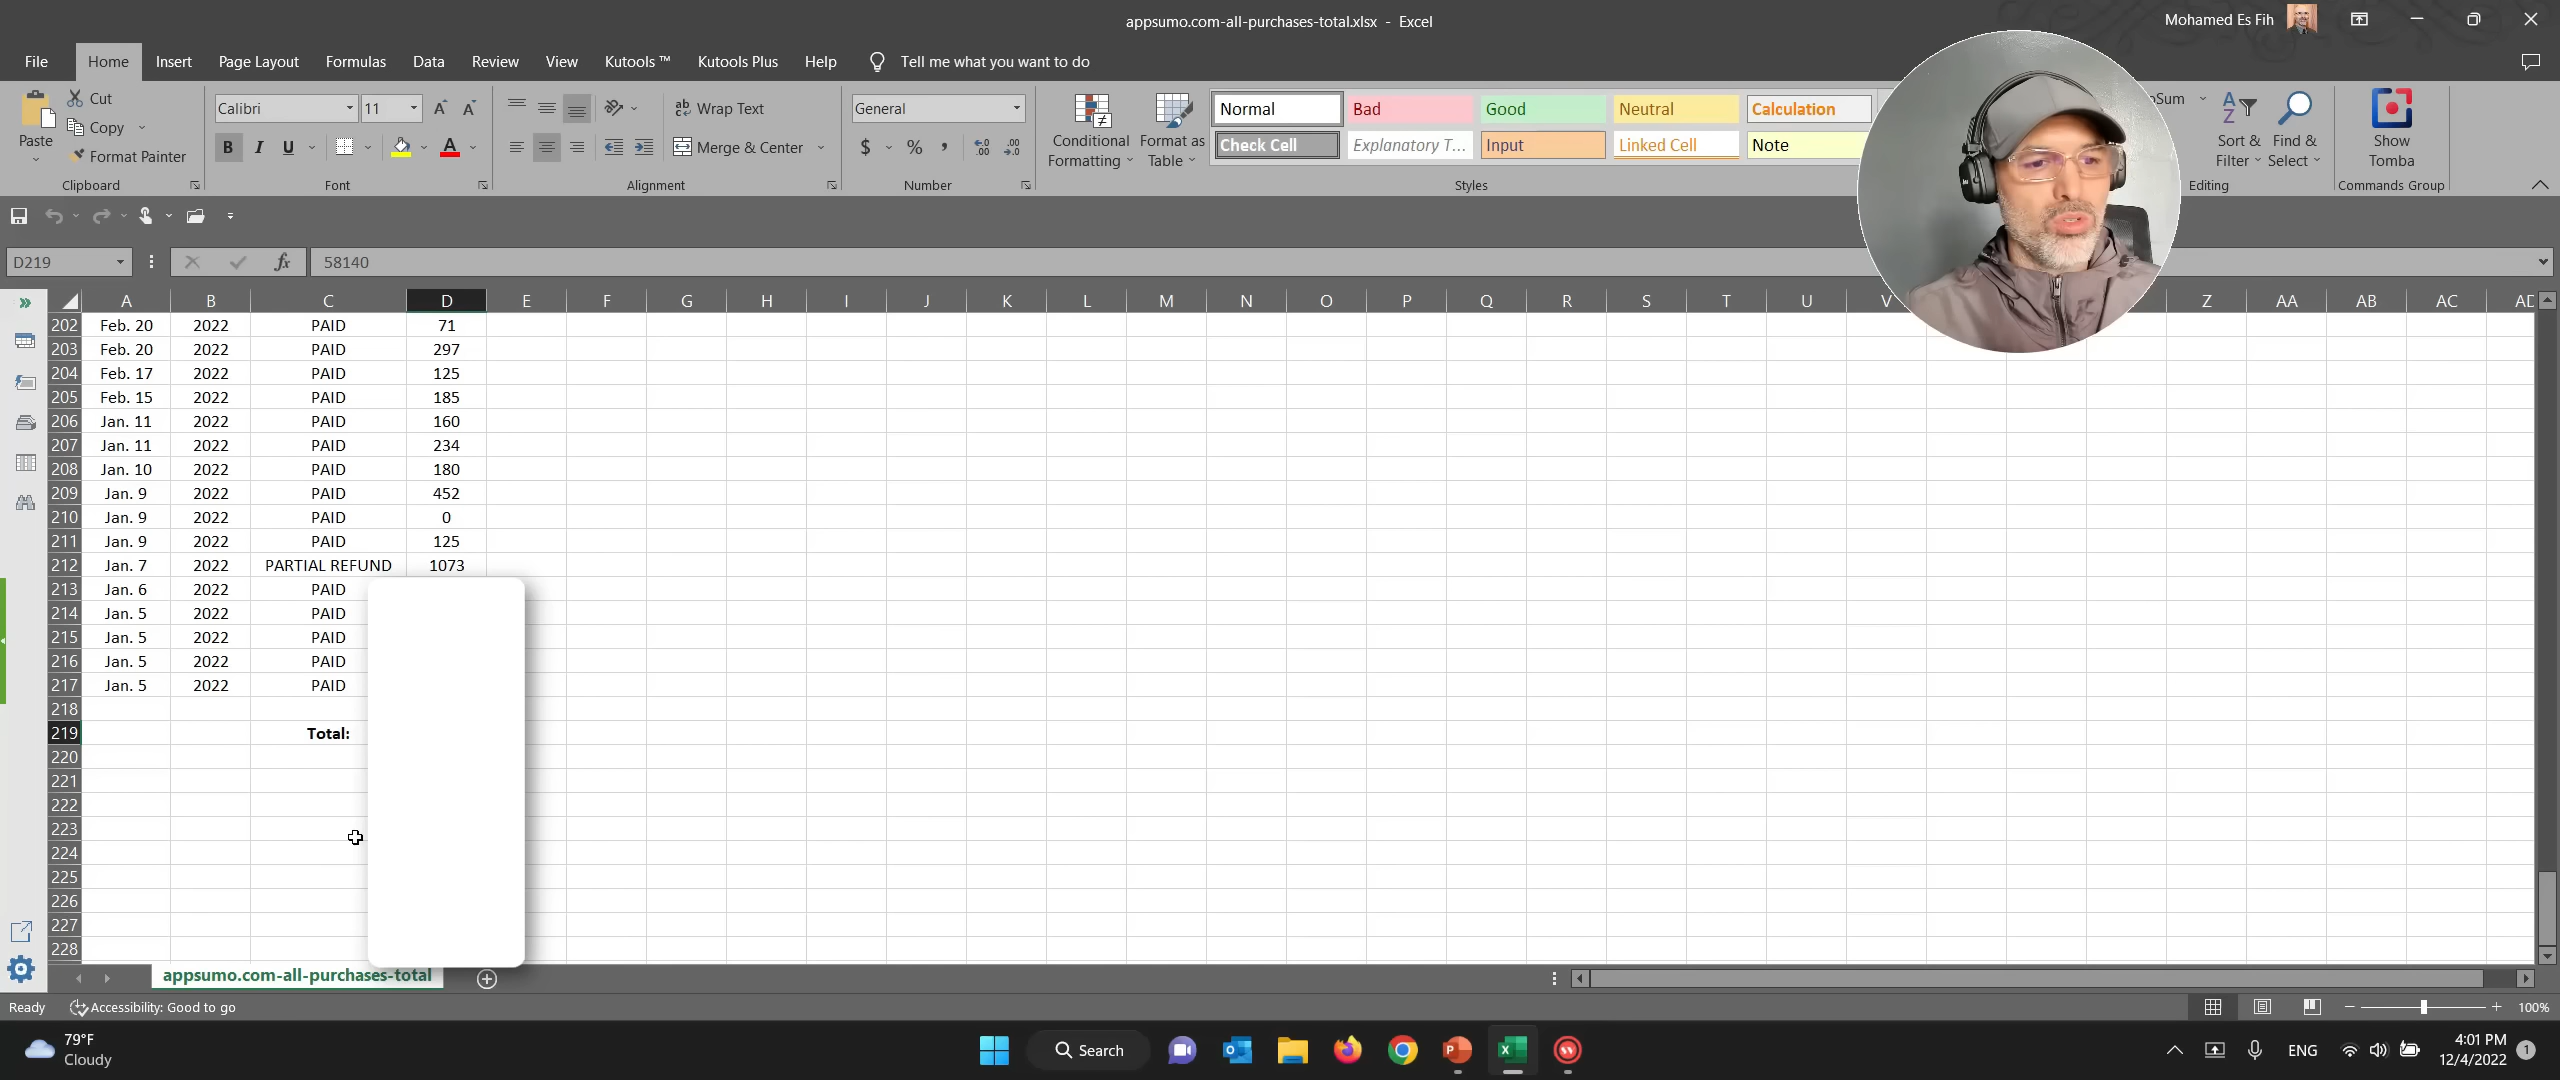 appsumo.com-all-purchases-total.xlsx - Excel
Mohamed Es Fih
File Home Insert Page Layout Formulas Data Review View Kutools ™ Kutools Plus Help Tell me what you want to do
Paste
Cut
Copy
Format Painter
Clipboard
Calibri 11
B I U
Font
Wrap Text
Merge & Center
Alignment
General
$ % ,
Number
Conditional Formatting
Format as Table
Normal Bad Good Neutral Calculation
Check Cell Explanatory T... Input Linked Cell Note
Styles
Sum
Sort & Filter
Find & Select
Editing
Show Tomba
Commands Group
D219 fx 58140
A B C D E F G H I J K L M N O P Q R S T U V Z AA AB AC AD
202 Feb. 20 2022 PAID 71
203 Feb. 20 2022 PAID 297
204 Feb. 17 2022 PAID 125
205 Feb. 15 2022 PAID 185
206 Jan. 11 2022 PAID 160
207 Jan. 11 2022 PAID 234
208 Jan. 10 2022 PAID 180
209 Jan. 9 2022 PAID 452
210 Jan. 9 2022 PAID 0
211 Jan. 9 2022 PAID 125
212 Jan. 7 2022 PARTIAL REFUND 1073
213 Jan. 6 2022 PAID
214 Jan. 5 2022 PAID
215 Jan. 5 2022 PAID
216 Jan. 5 2022 PAID
217 Jan. 5 2022 PAID
218
219 Total:
220
221
222
223
224
225
226
227
228
appsumo.com-all-purchases-total
Ready Accessibility: Good to go 100%
79°F
Cloudy
Search
ENG
4:01 PM
12/4/2022
1